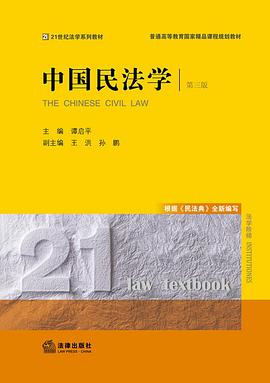 21世纪法学系列教材
普通高等教育国家精品课程规划教材
中国民法学 第三版
THE CHINESE CIVIL LAW
主 编 谭启平
副主编 王 洪 孙 鹏
根据《民法典》全新编写
法学阶梯 INSTITUTIONES
21
law textbook
法律出版社
LAW PRESS·CHINA